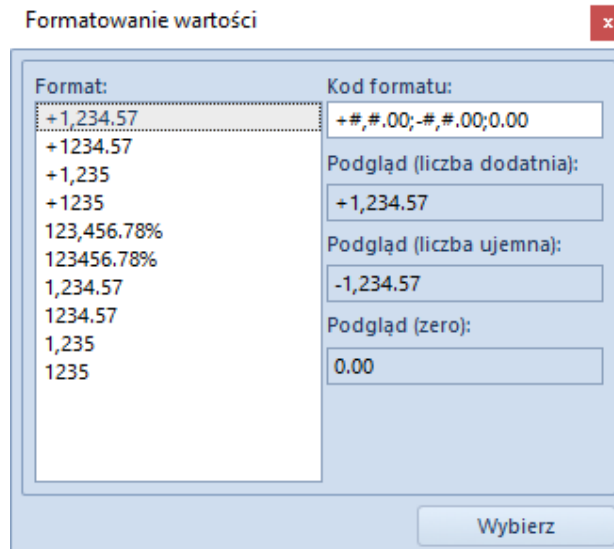 Formatowanie wartości
x
Format:
+1,234.57
+1234.57
+1,235
+1235
123,456.78%
123456.78%
1,234.57
1234.57
1,235
1235
Kod formatu:
+#,#.00;-#,#.00;0.00
Podgląd (liczba dodatnia):
+1,234.57
Podgląd (liczba ujemna):
-1,234.57
Podgląd (zero):
0.00
Wybierz